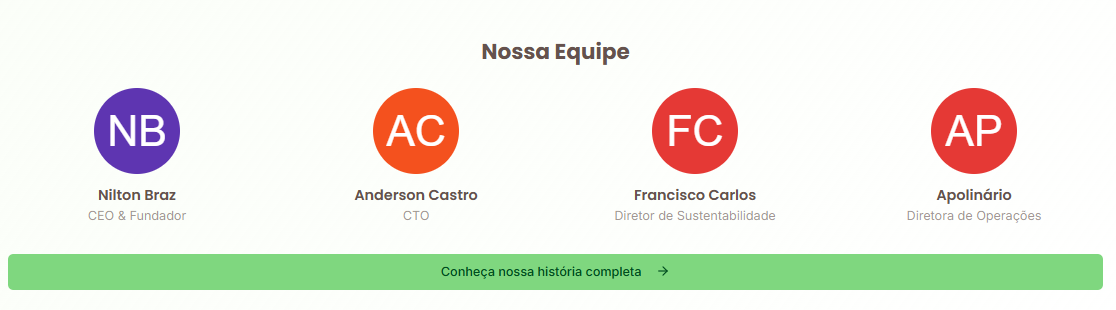 Nossa Equipe
NB
AC
FC
AP
Nilton Braz
Anderson Castro
Francisco Carlos
Apolinário
CEO & Fundador
CTO
Diretor de Sustentabilidade
Diretora de Operações
Conheça nossa história completa →